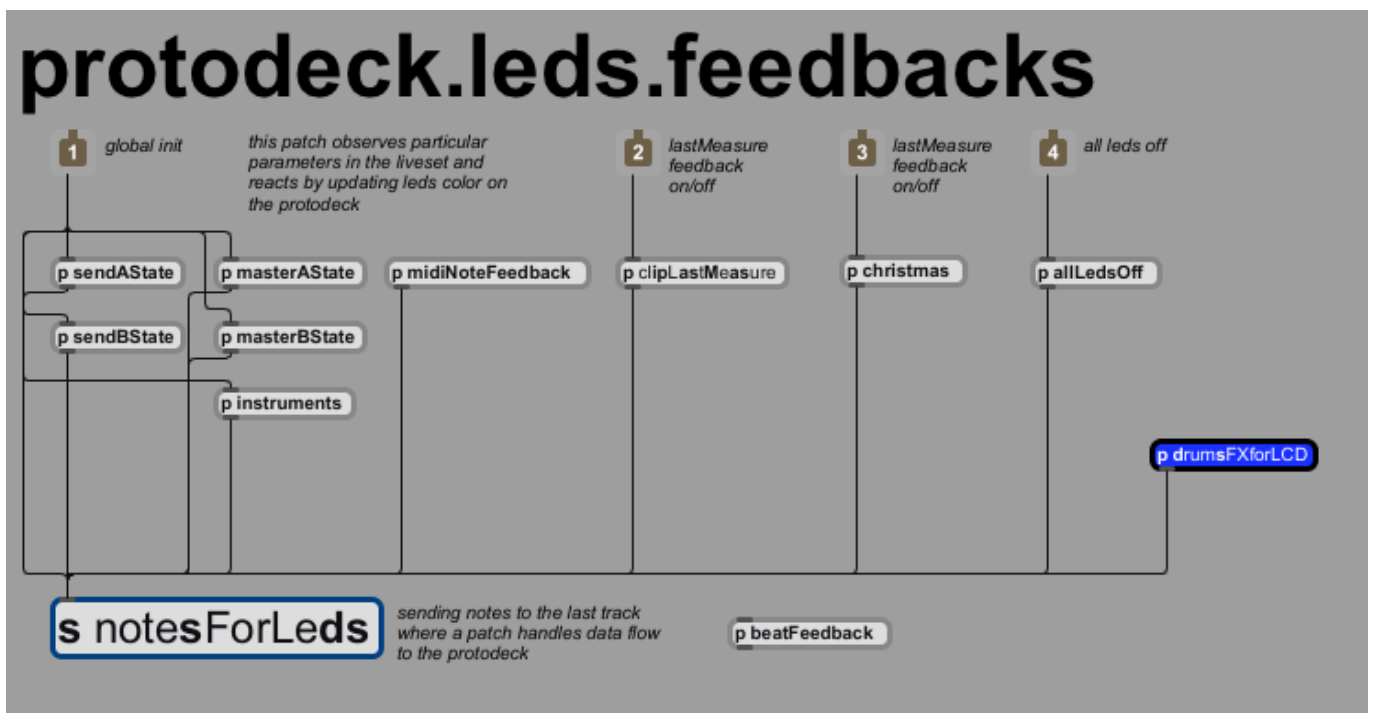 protodeck.leds.feedbacks
1
global init
this patch observes particular
parameters in the liveset and
reacts by updating leds color on
the protodeck
2
lastMeasure
feedback
on/off
3
lastMeasure
feedback
on/off
4
all leds off
p sendAState
p masterAState
p midiNoteFeedback
p clipLastMeasure
p christmas
p allLedsOff
p sendBState
p masterBState
p instruments
p drumsFXforLCD
s notesForLeds
sending notes to the last track
where a patch handles data flow
to the protodeck
p beatFeedback